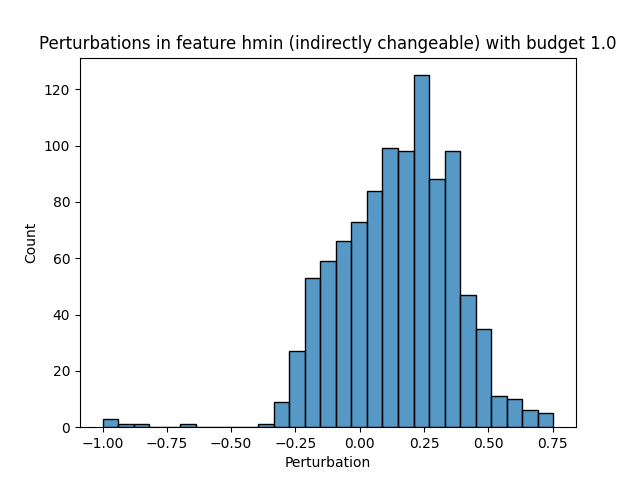 Perturbations in feature hmin (indirectly changeable) with budget 1.0
120
100
80
60
40
20
0
Count
−1.00 −0.75 −0.50 −0.25 0.00 0.25 0.50 0.75
Perturbation